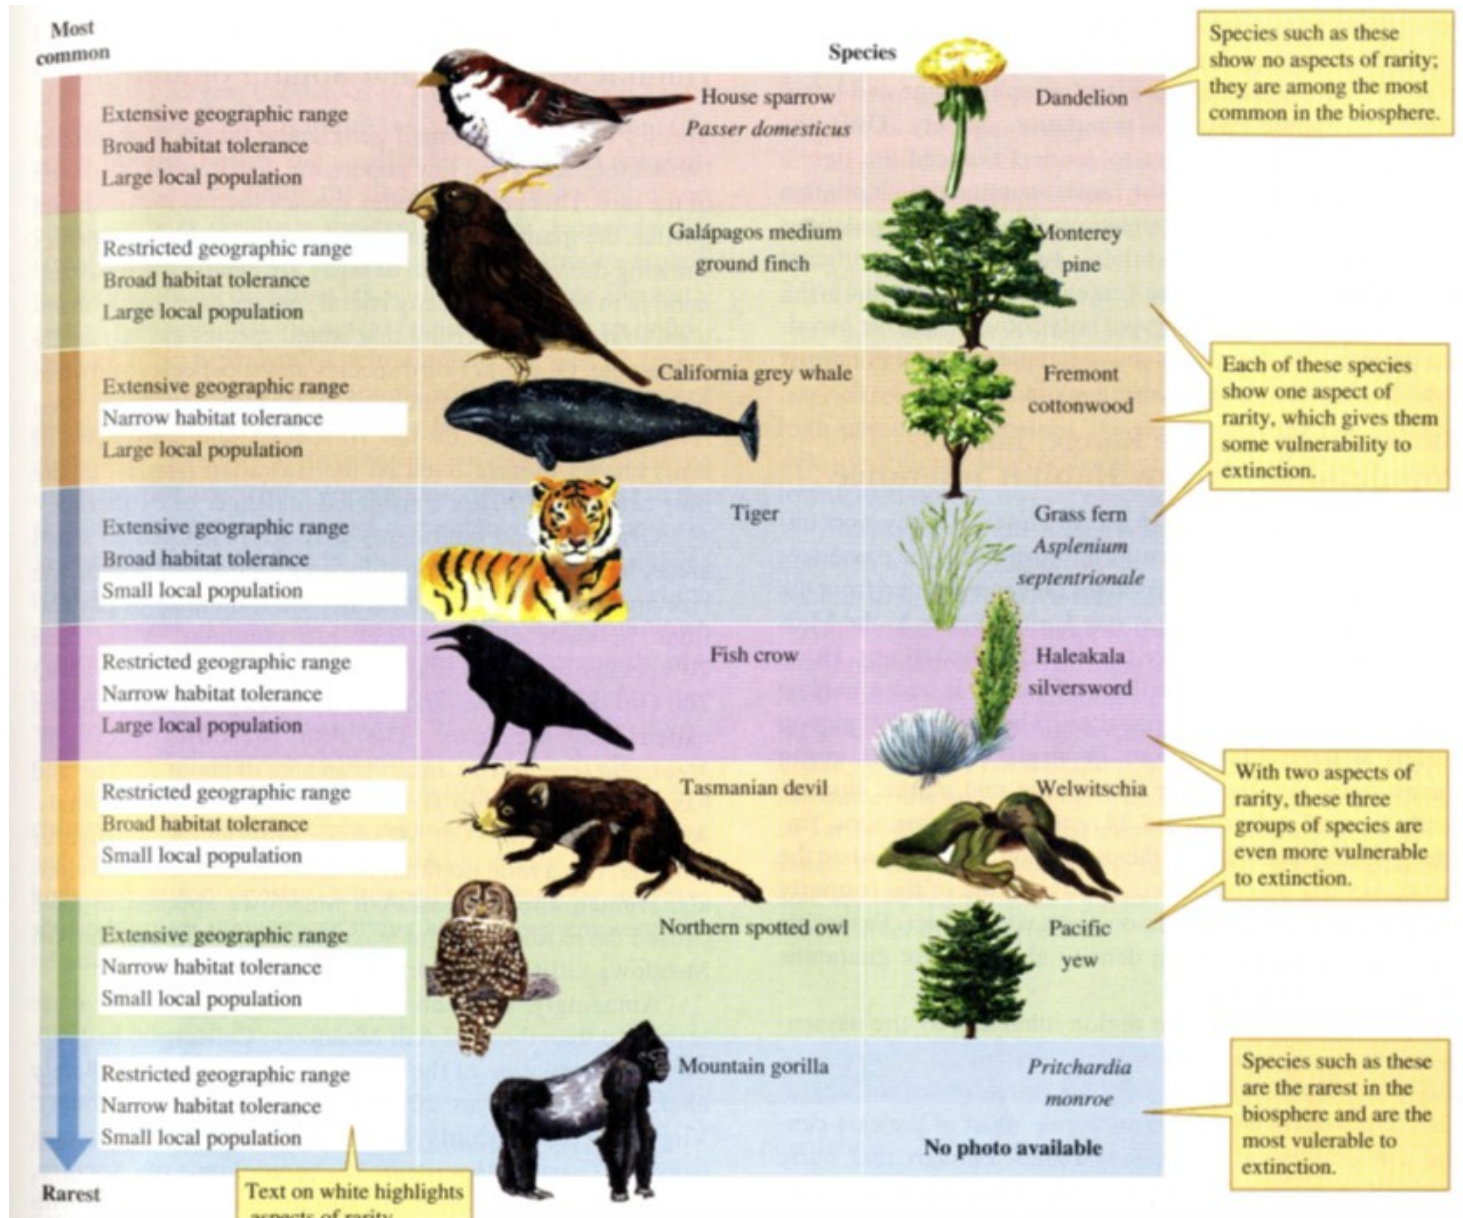 Most
common
Species
Species such as these
show no aspects of rarity;
they are among the most
common in the biosphere.
Extensive geographic range
Broad habitat tolerance
Large local population
House sparrow
Passer domesticus
Dandelion
Restricted geographic range
Broad habitat tolerance
Large local population
Galápagos medium
ground finch
Monterey
pine
Extensive geographic range
Narrow habitat tolerance
Large local population
California grey whale
Fremont
cottonwood
Each of these species
show one aspect of
rarity, which gives them
some vulnerability to
extinction.
Extensive geographic range
Broad habitat tolerance
Small local population
Tiger
Grass fern
Asplenium
septentrionale
Restricted geographic range
Narrow habitat tolerance
Large local population
Fish crow
Haleakala
silversword
Restricted geographic range
Broad habitat tolerance
Small local population
Tasmanian devil
Welwitschia
With two aspects of
rarity, these three
groups of species are
even more vulnerable
to extinction.
Extensive geographic range
Narrow habitat tolerance
Small local population
Northern spotted owl
Pacific
yew
Restricted geographic range
Narrow habitat tolerance
Small local population
Mountain gorilla
Pritchardia
monroe
No photo available
Species such as these
are the rarest in the
biosphere and are the
most vulerable to
extinction.
Rarest
Text on white highlights
aspects of rarity